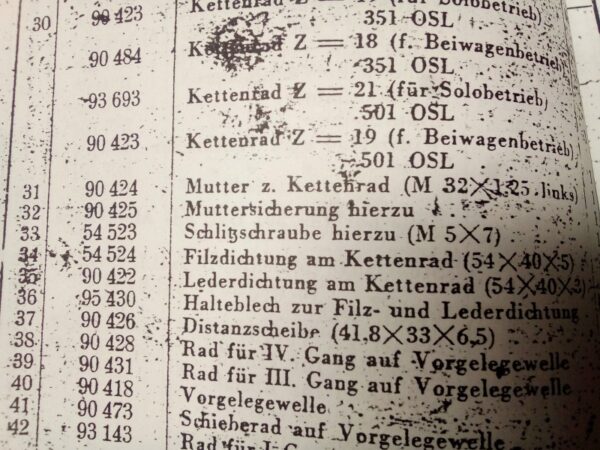 30 90 423 Kettenrad Z = 19 (für Solobetrieb)
351 OSL
90 484 Kettenrad Z = 18 (f. Beiwagenbetrieb)
351 OSL
93 693 Kettenrad Z = 21 (für Solobetrieb)
501 OSL
90 423 Kettenrad Z = 19 (f. Beiwagenbetrieb)
501 OSL
31 90 424 Mutter z. Kettenrad (M 32×1,25 links)
32 90 425 Muttersicherung hierzu
33 54 523 Schlitzschraube hierzu (M 5×7)
34 54 524 Filzdichtung am Kettenrad (54×40×5)
35 90 422 Lederdichtung am Kettenrad (54×40×3)
36 95 430 Halteblech zur Filz- und Lederdichtung
37 90 426 Distanzscheibe (41,8×33×6,5)
38 90 428 Rad für IV. Gang auf Vorgelegewelle
39 90 431 Rad für III. Gang auf Vorgelegewelle
40 90 418 Vorgelegewelle
41 90 473 Schieberad auf Vorgelegewelle
42 93 143 Rad für I.